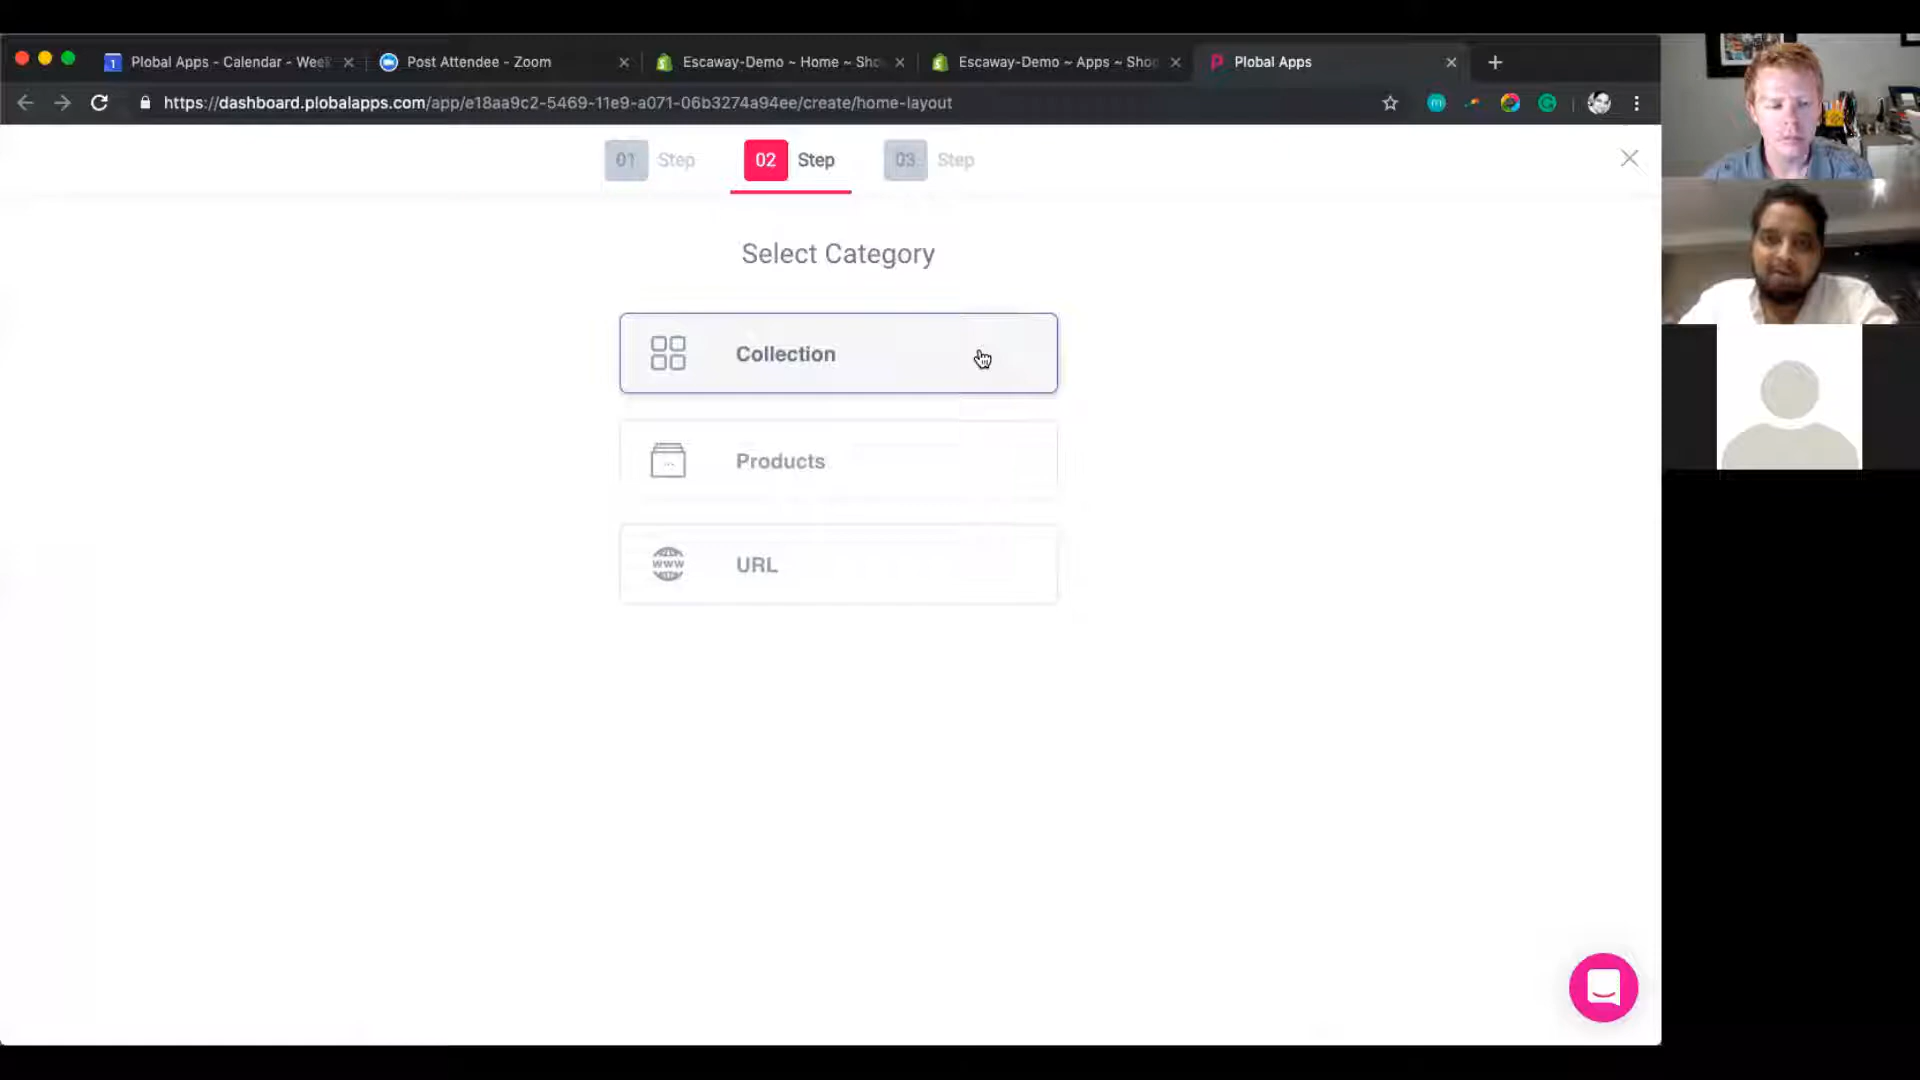 Plobal Apps - Calendar - Week
Post Attendee - Zoom
Escaway-Demo ~ Home ~ Sho
Escaway-Demo ~ Apps ~ Shop
Plobal Apps
https://dashboard.plobalapps.com/app/e18aa9c2-5469-11e9-a071-06b3274a94ee/create/home-layout
01 Step
02 Step
03 Step
Select Category
Collection
Products
WWW URL